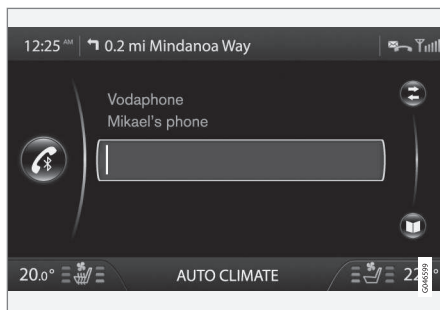 12:25 AM 0.2 mi Mindanoa Way
Vodaphone
Mikael's phone
20.0° AUTO CLIMATE 22 °
G046599